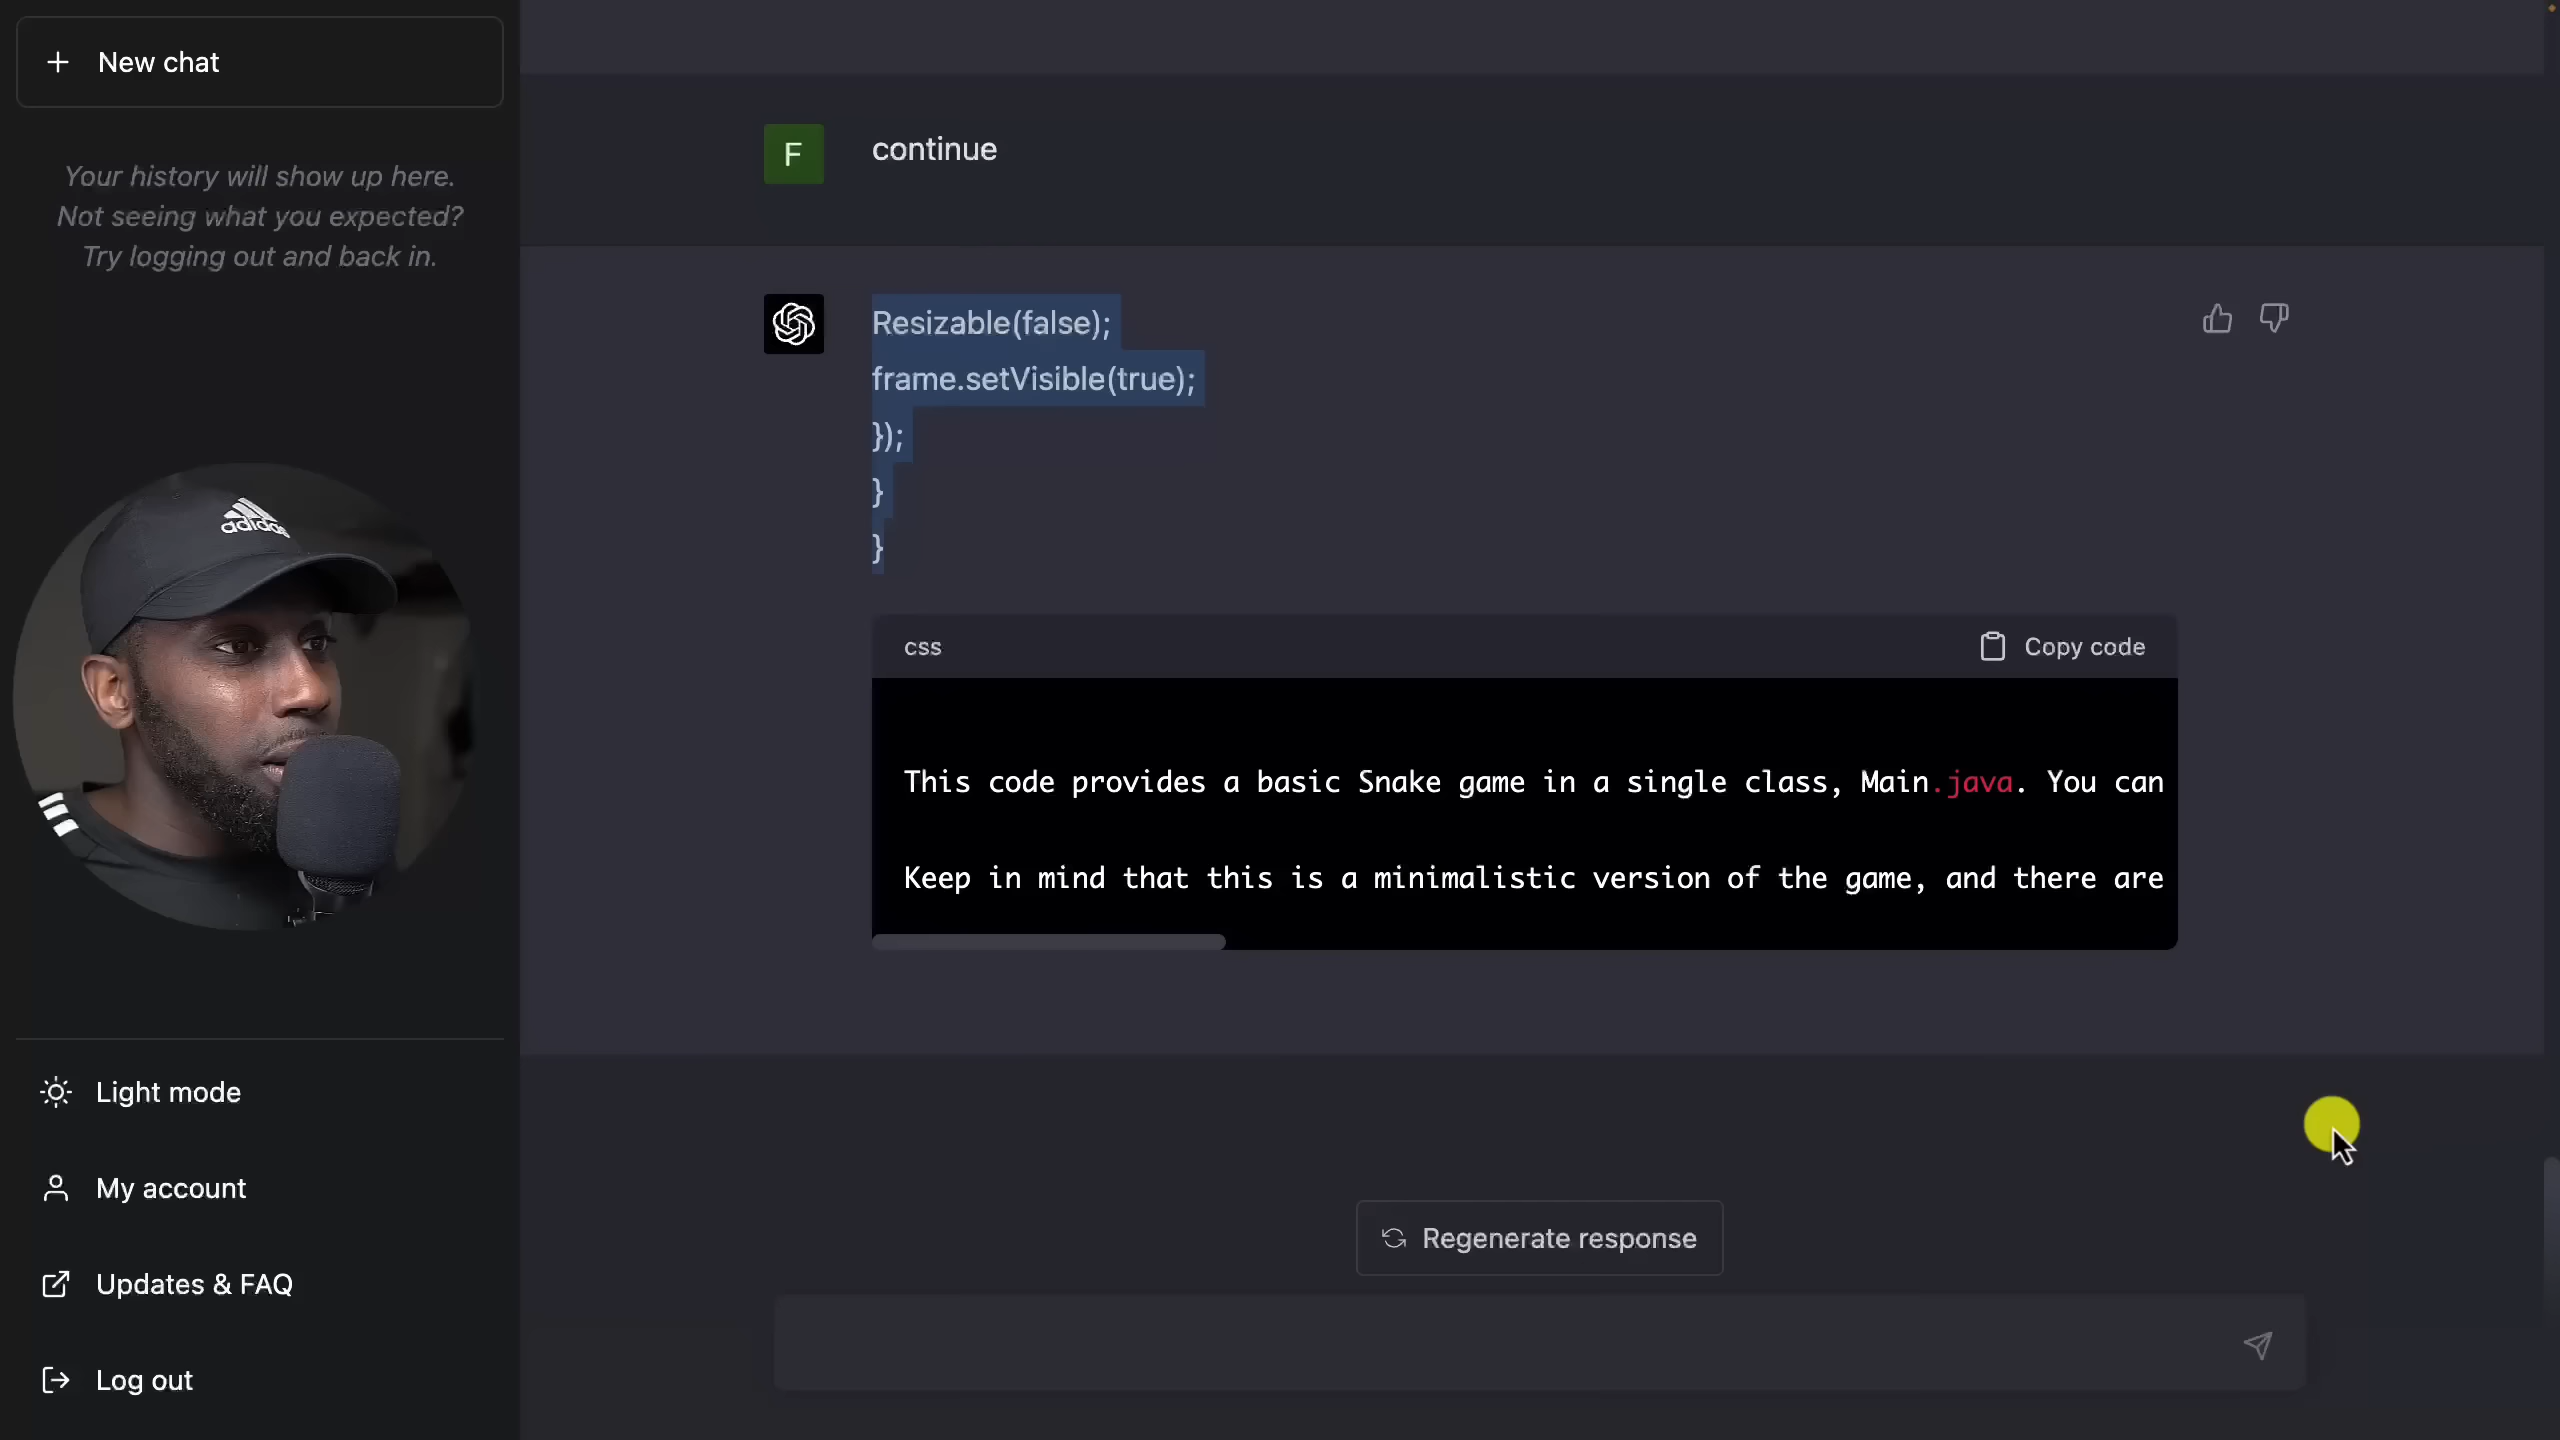 New chat
Your history will show up here.
Not seeing what you expected?
Try logging out and back in.
adidas
Light mode
My account
Updates & FAQ
Log out
F
continue
Resizable(false);
frame.setVisible(true);
});
}
}
css
Copy code
This code provides a basic Snake game in a single class, Main.java. You can
Keep in mind that this is a minimalistic version of the game, and there are
Regenerate response